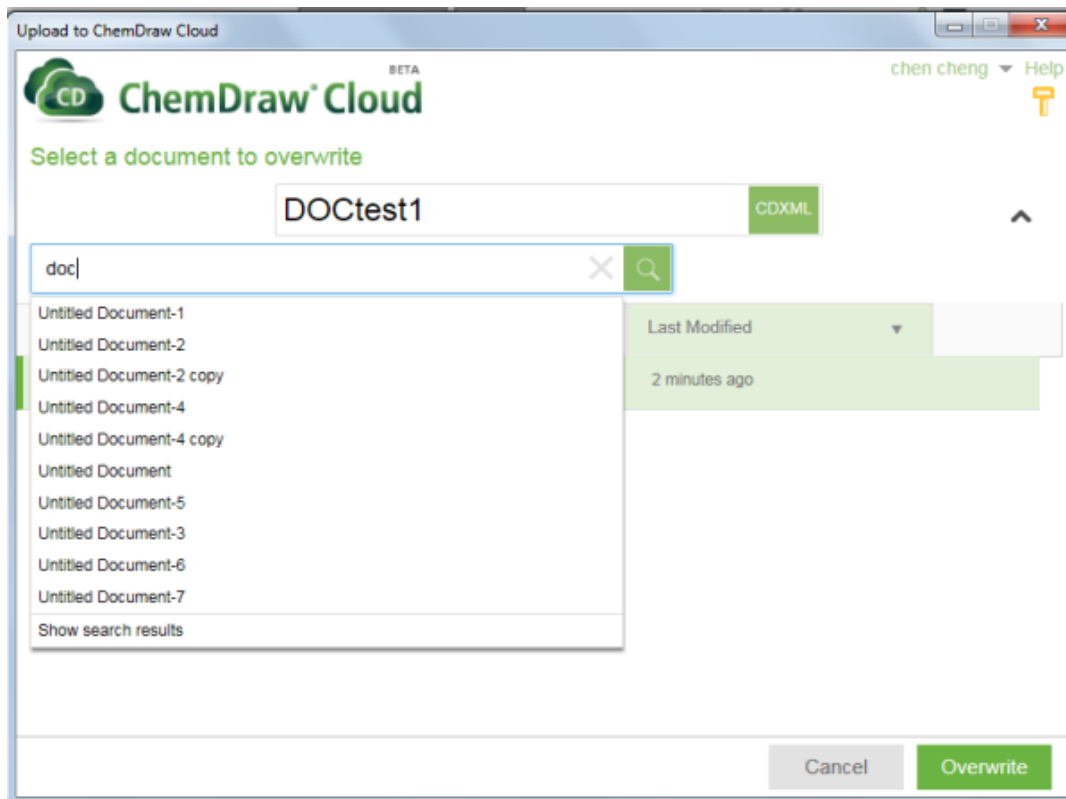 Upload to ChemDraw Cloud
BETA
CD ChemDraw® Cloud
chen cheng Help
Select a document to overwrite
DOCtest1 CDXML
doc
Untitled Document-1
Last Modified
Untitled Document-2
Untitled Document-2 copy
2 minutes ago
Untitled Document-4
Untitled Document-4 copy
Untitled Document
Untitled Document-5
Untitled Document-3
Untitled Document-6
Untitled Document-7
Show search results
Cancel Overwrite